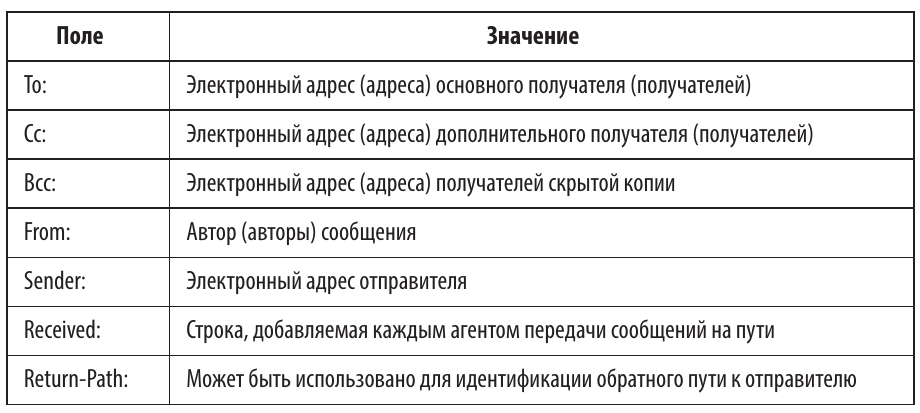 Поле Значение
To: Электронный адрес (адреса) основного получателя (получателей)
Cc: Электронный адрес (адреса) дополнительного получателя (получателей)
Bcc: Электронный адрес (адреса) получателей скрытой копии
From: Автор (авторы) сообщения
Sender: Электронный адрес отправителя
Received: Строка, добавляемая каждым агентом передачи сообщений на пути
Return-Path: Может быть использовано для идентификации обратного пути к отправителю